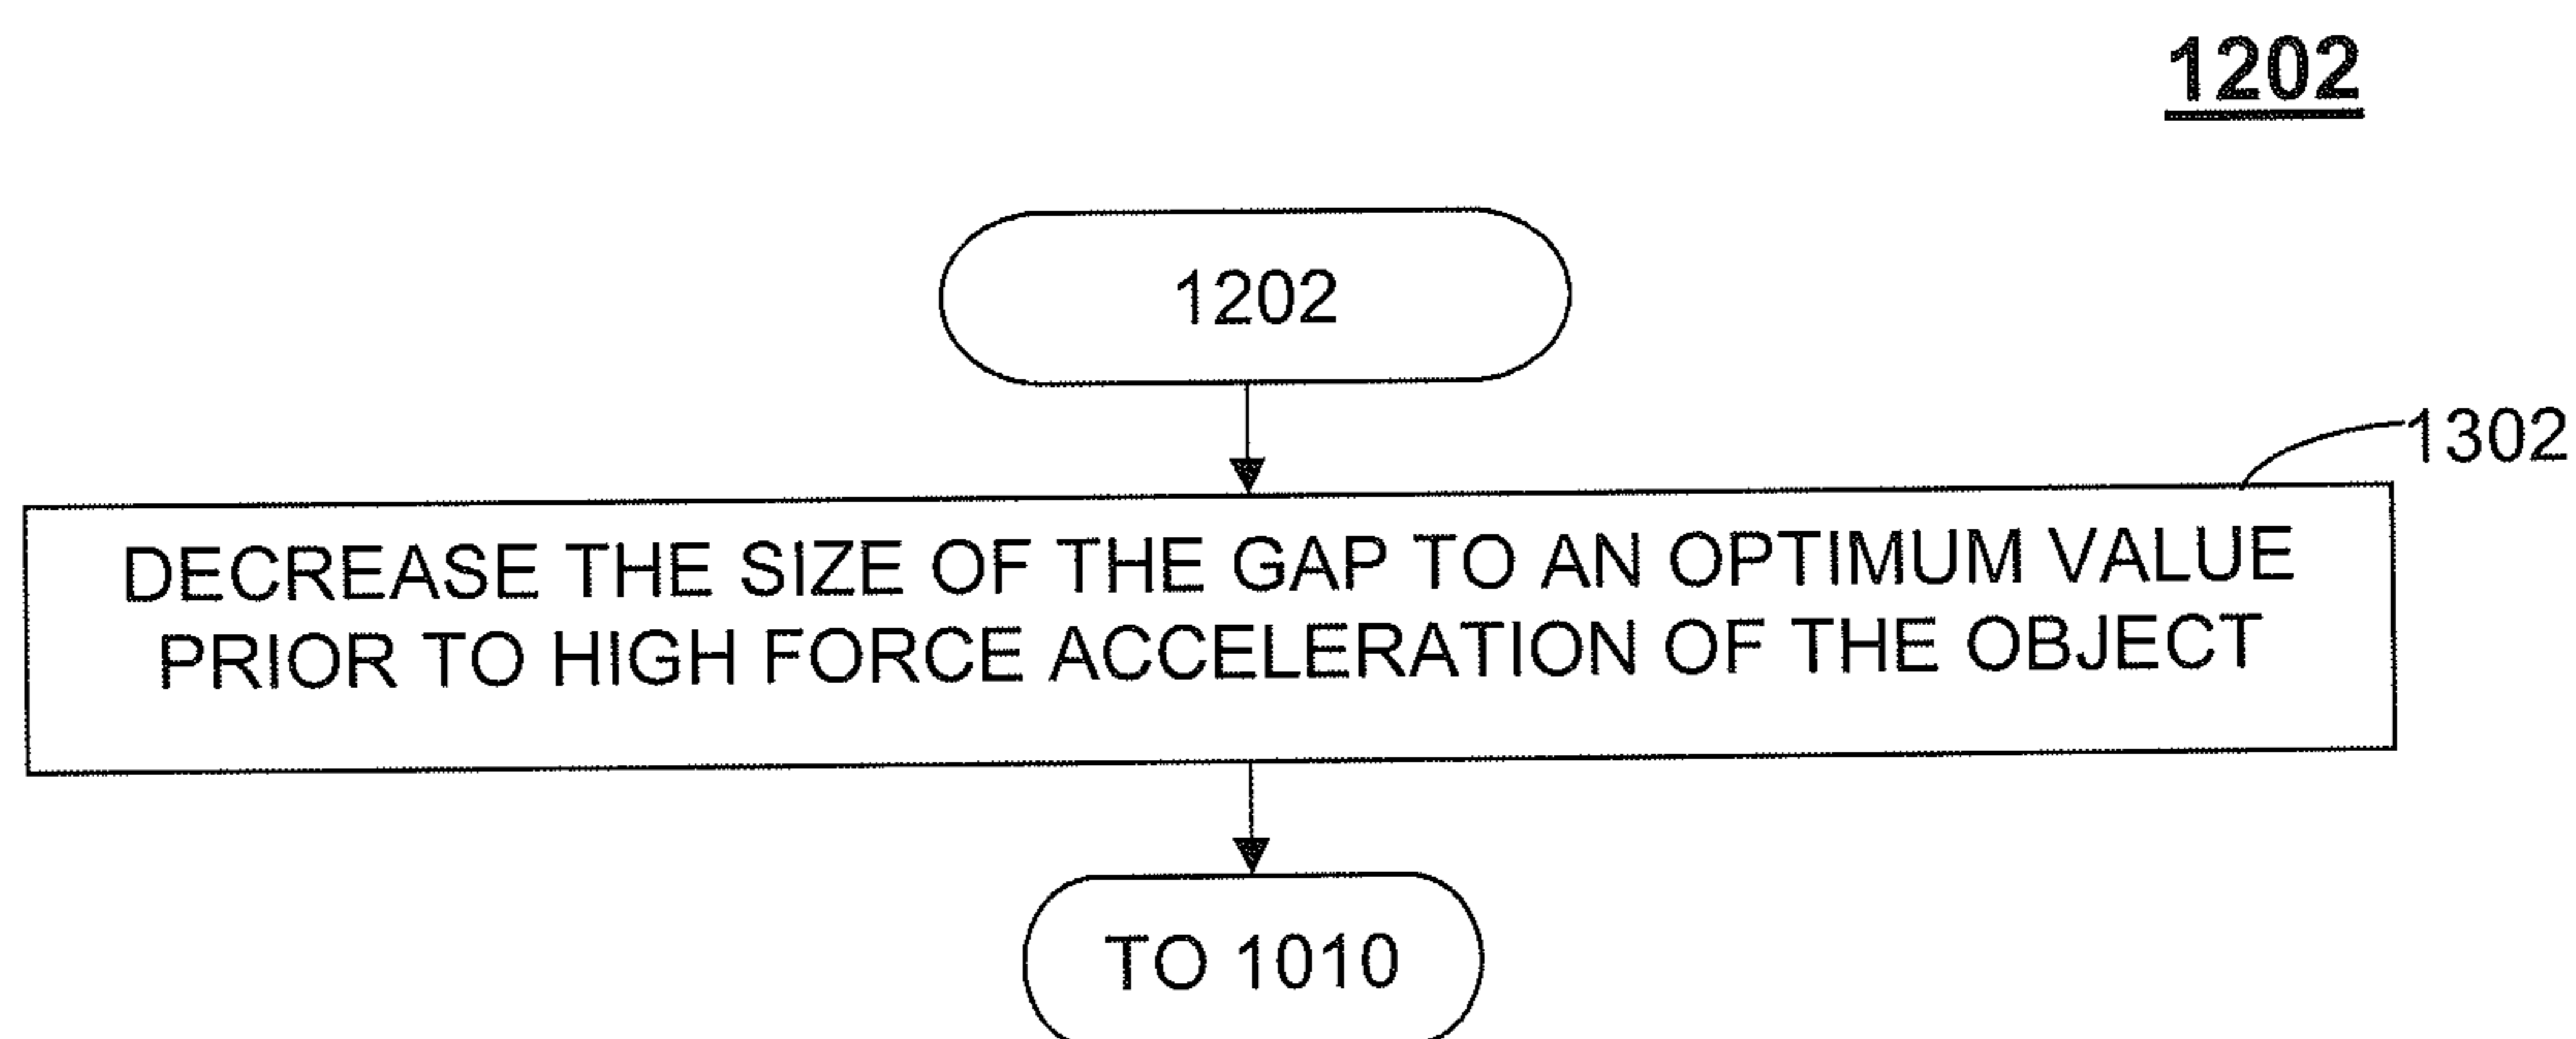 1202
1202
1302
DECREASE THE SIZE OF THE GAP TO AN OPTIMUM VALUE
PRIOR TO HIGH FORCE ACCELERATION OF THE OBJECT
TO 1010